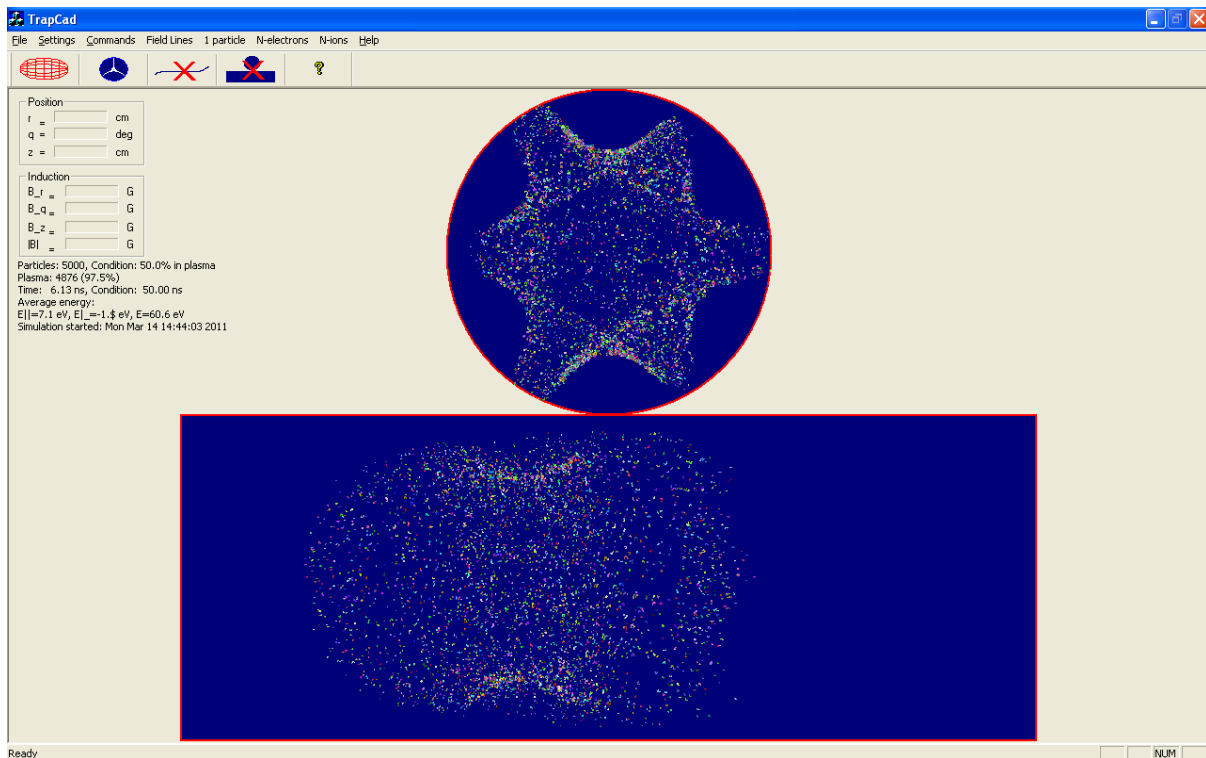 TrapCad
File Settings Commands Field Lines 1 particle N-electrons N-ions Help
?
Position
r = cm
q = deg
z = cm
Induction
B_r = G
B_q = G
B_z = G
|B| = G
Particles: 5000, Condition: 50.0% in plasma
Plasma: 4876 (97.5%)
Time: 6.13 ns, Condition: 50.00 ns
Average energy:
E||=7.1 eV, E|_=-1.$ eV, E=60.6 eV
Simulation started: Mon Mar 14 14:44:03 2011
Ready NUM